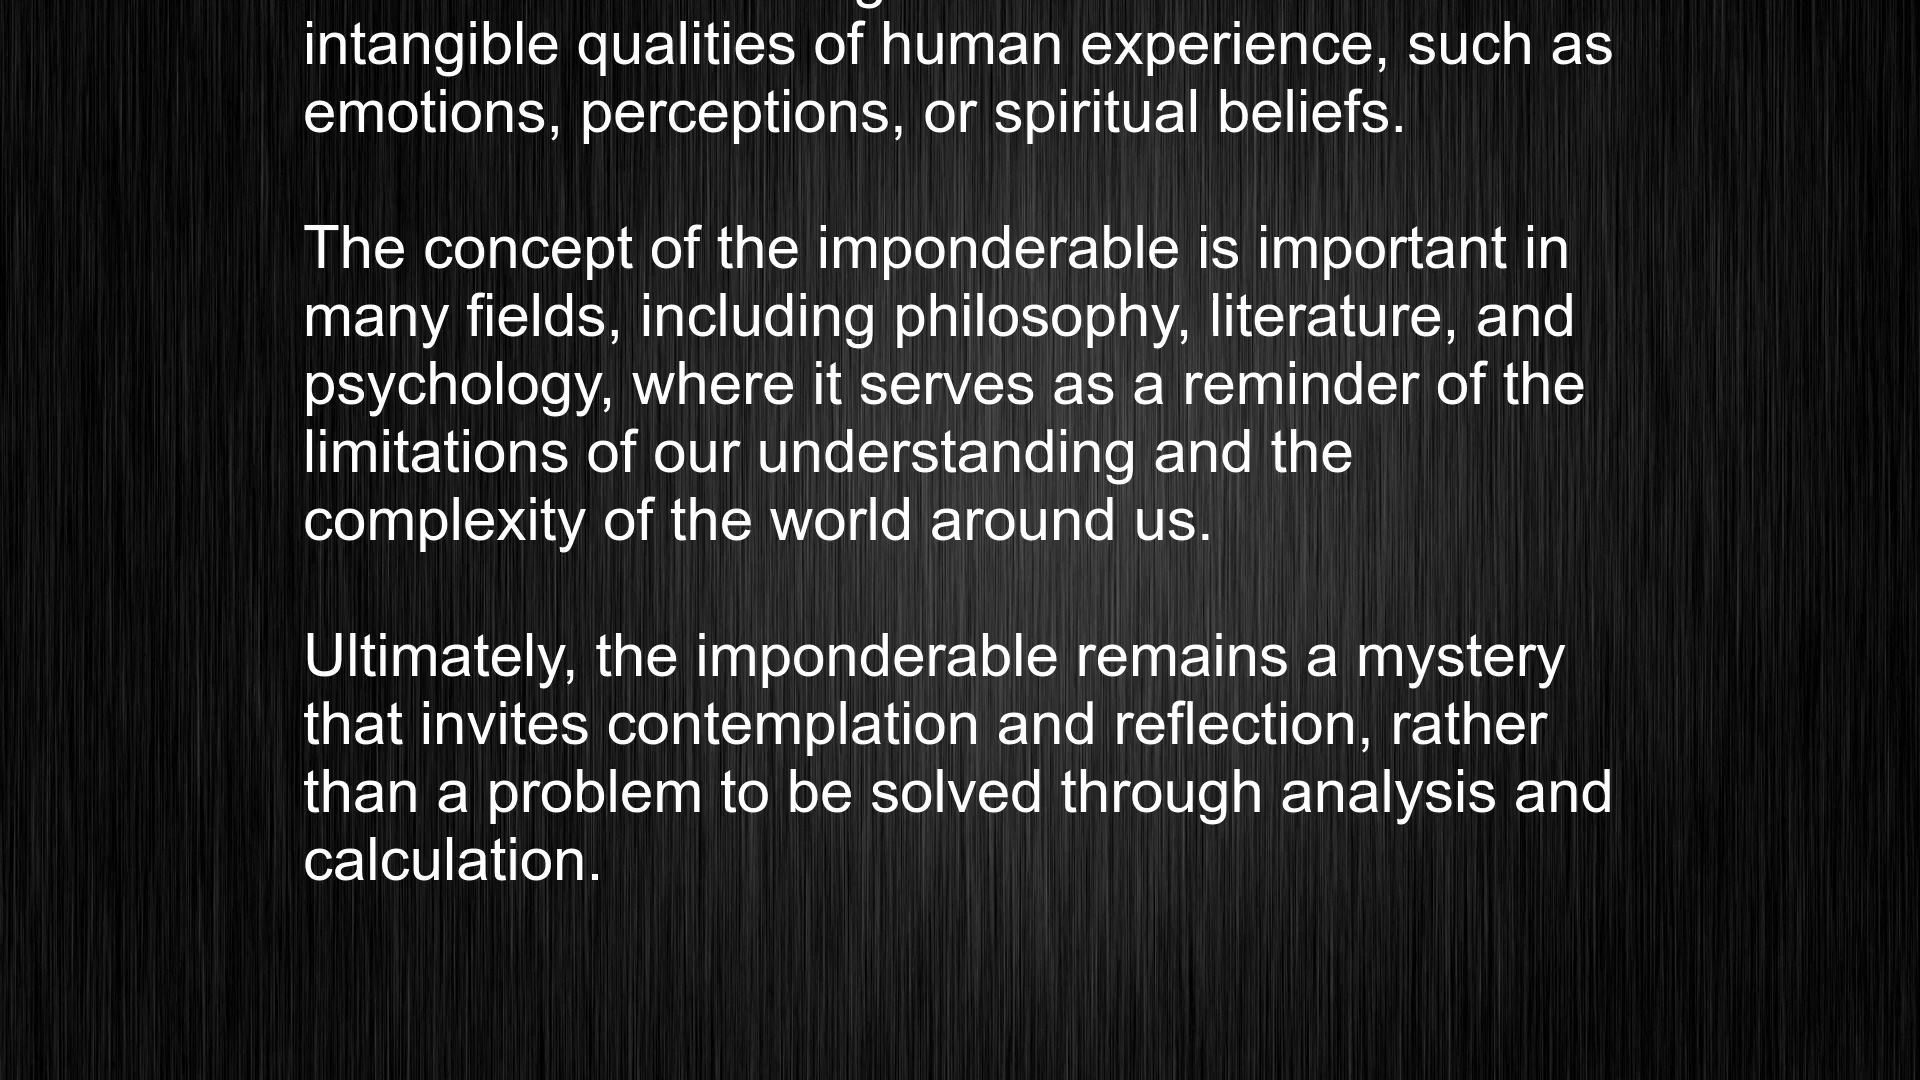 intangible qualities of human experience, such as
emotions, perceptions, or spiritual beliefs.
The concept of the imponderable is important in
many fields, including philosophy, literature, and
psychology, where it serves as a reminder of the
limitations of our understanding and the
complexity of the world around us.
Ultimately, the imponderable remains a mystery
that invites contemplation and reflection, rather
than a problem to be solved through analysis and
calculation.